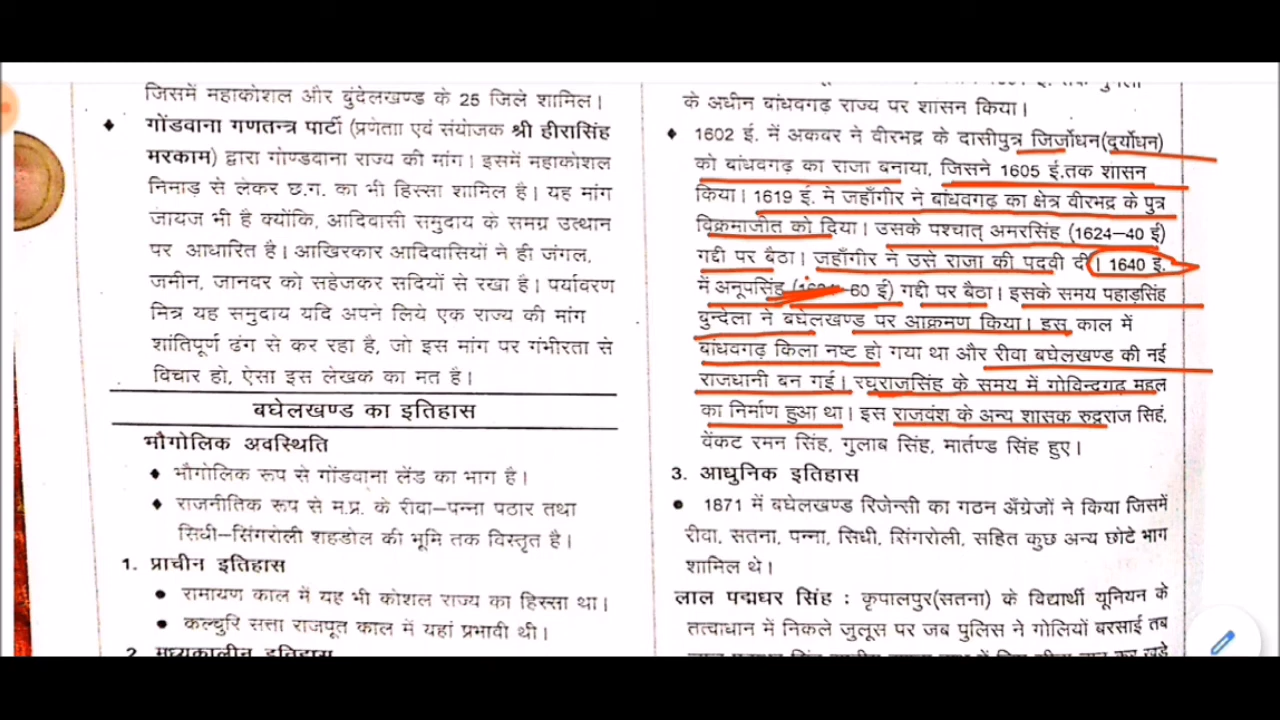 जिसमें महाकोशल और बुंदेलखण्ड के 25 जिले शामिल।
गोंडवाना गणतन्त्र पार्टी (प्रणेताा एवं संयोजक श्री हीरासिंह
मरकाम) द्वारा गोण्डवाना राज्य की मांग। इसमें महाकोशल
निमाड़ से लेकर छ.ग. का भी हिस्सा शामिल है। यह मांग
जायज भी है क्योंकि, आदिवासी समुदाय के समग्र उत्थान
पर आधारित है। आखिरकार आदिवासियों ने ही जंगल,
जमीन, जानवर को सहेजकर सदियों से रखा है। पर्यावरण
मित्र यह समुदाय यदि अपने लिये एक राज्य की मांग
शांतिपूर्ण ढंग से कर रहा है, जो इस मांग पर गंभीरता से
विचार हो, ऐसा इस लेखक का मत है।
बघेलखण्ड का इतिहास
भौगोलिक अवस्थिति
भौगोलिक रूप से गोंडवाना लेंड का भाग है।
राजनीतिक रूप से म.प्र. के रीवा–पन्ना पठार तथा
सिधी–सिंगरोली शहडोल की भूमि तक विस्तृत है।
1. प्राचीन इतिहास
रामायण काल में यह भी कोशल राज्य का हिस्सा था।
कल्चुरि सत्ता राजपूत काल में यहां प्रभावी थी।
2. मध्यकालीन इतिहास
के अधीन बांधवगढ़ राज्य पर शासन किया।
1602 ई. में अकबर ने वीरभद्र के दासीपुत्र जिर्जोधन(दुर्योधन)
को बांधवगढ़ का राजा बनाया, जिसने 1605 ई.तक शासन
किया। 1619 ई. मे जहाँगीर ने बांधवगढ़ का क्षेत्र वीरभद्र के पुत्र
विक्रमाजीत को दिया। उसके पश्चात् अमरसिंह (1624–40 ई)
गद्दी पर बैठा। जहाँगीर ने उसे राजा की पदवी दी। 1640 ई.
में अनूपसिंह 60 ई) गद्दी पर बैठा। इसके समय पहाड़सिंह
बुन्देला ने बघेलखण्ड पर आक्रमण किया। इस काल में
बांधवगढ़ किला नष्ट हो गया था और रीवा बघेलखण्ड की नई
राजधानी बन गई। रघुराजसिंह के समय में गोविन्दगढ़ महल
का निर्माण हुआ था। इस राजवंश के अन्य शासक रुद्रराज सिहं,
वेंकट रमन सिंह, गुलाब सिंह, मार्तण्ड सिंह हुए।
3. आधुनिक इतिहास
1871 में बघेलखण्ड रिजेन्सी का गठन अँग्रेजों ने किया जिसमें
रीवा, सतना, पन्ना, सिधी, सिंगरोली, सहित कुछ अन्य छोटे भाग
शामिल थे।
लाल पद्मधर सिंह : कृपालपुर(सतना) के विद्यार्थी यूनियन के
तत्वाधान में निकले जुलूस पर जब पुलिस ने गोलियों बरसाई तब